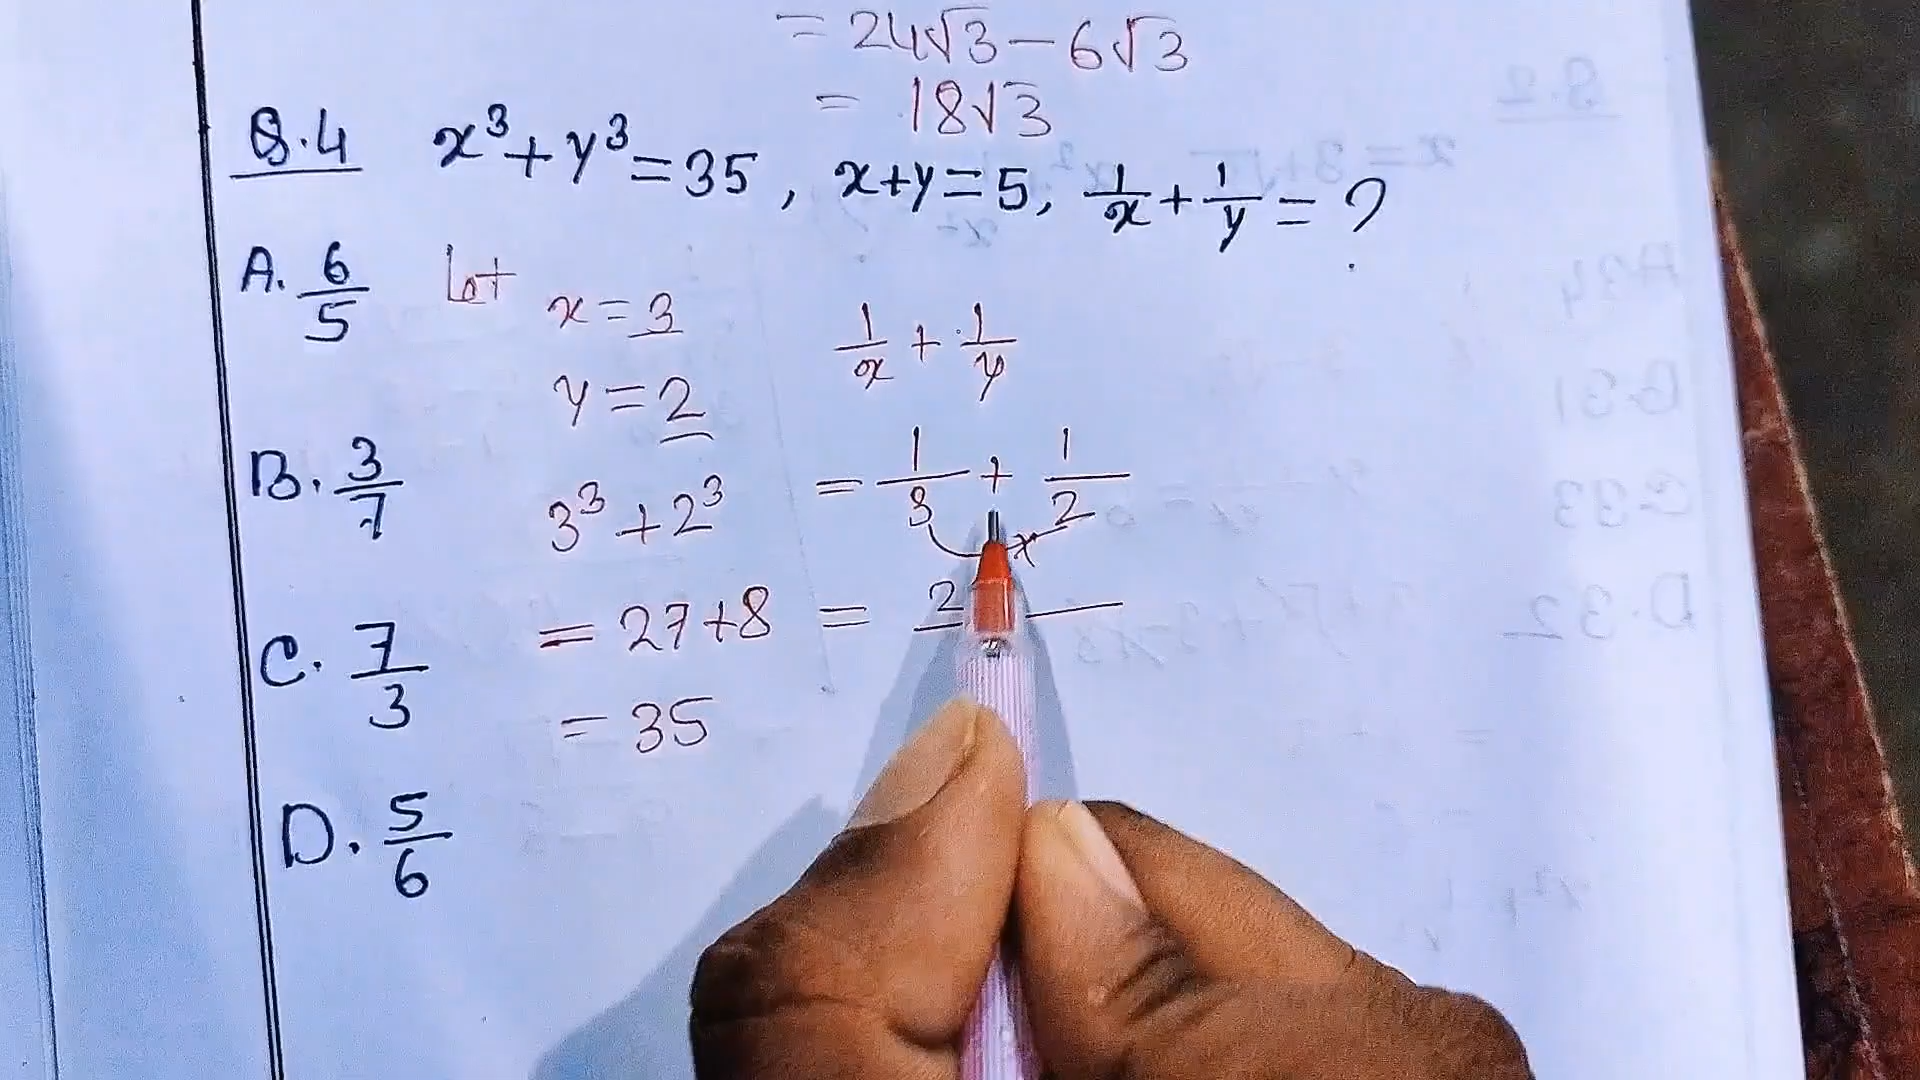 = 24√3 - 6√3
= 18√3
Q.4 x³+y³=35, x+y=5, 1/x + 1/y = ?
A. 6/5
B. 3/7
C. 7/3
D. 5/6
Let x = 3
y = 2
3³ + 2³
= 27+8
= 35
1/x + 1/y
= 1/3 + 1/2
x
= 2